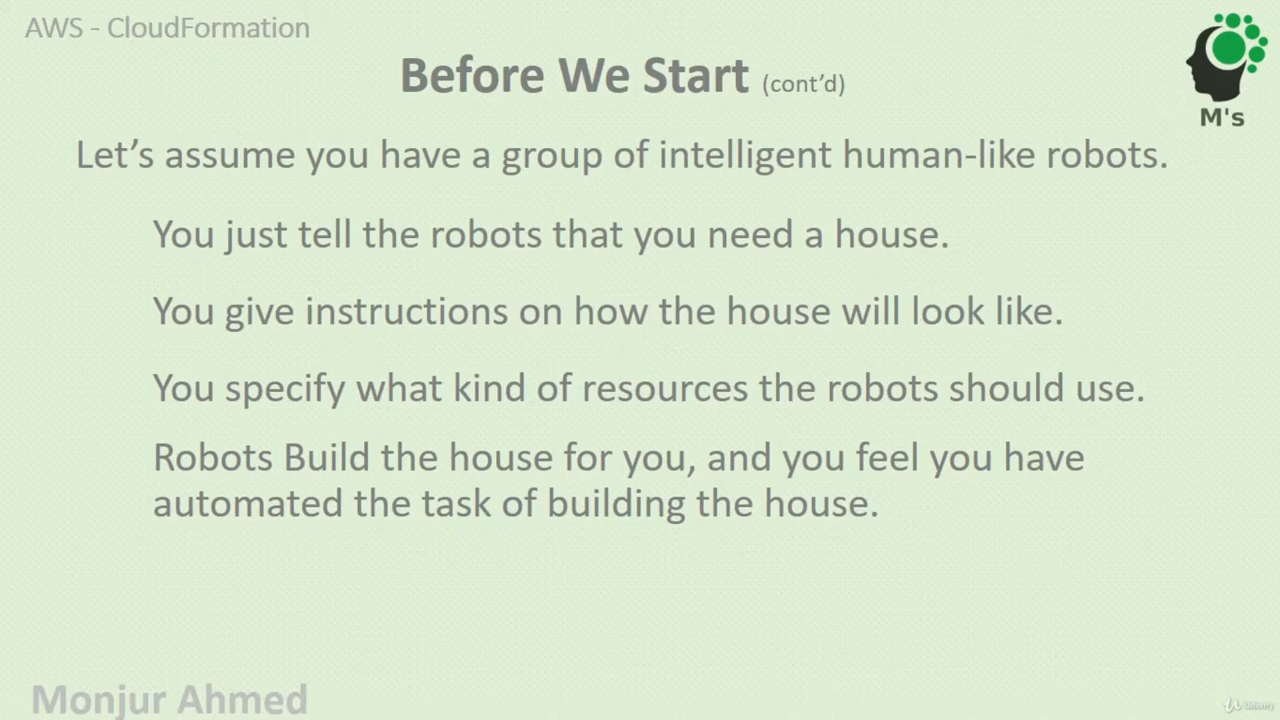 AWS - CloudFormation
Before We Start (cont’d)
M's
Let’s assume you have a group of intelligent human-like robots.
You just tell the robots that you need a house.
You give instructions on how the house will look like.
You specify what kind of resources the robots should use.
Robots Build the house for you, and you feel you have
automated the task of building the house.
Monjur Ahmed
Udemy